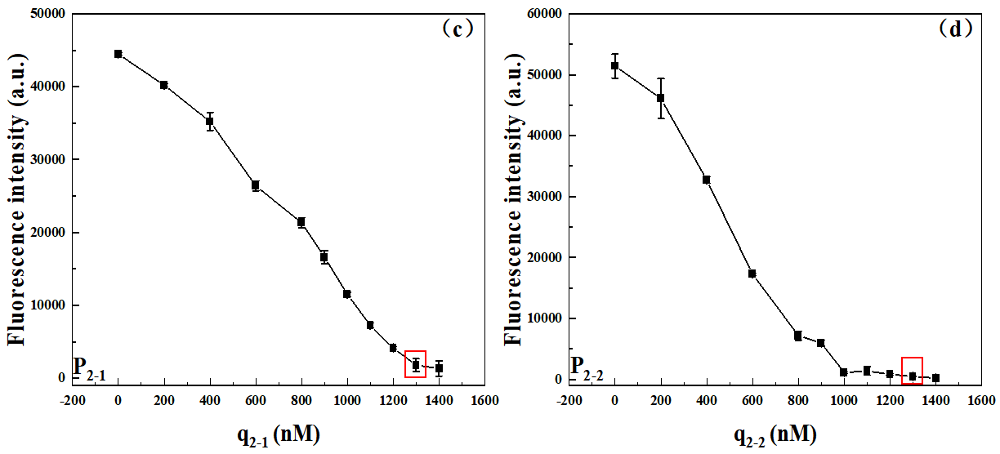 (c)
Fluorescence intensity (a.u.)
50000
40000
30000
20000
10000
0
P2-1
-200 0 200 400 600 800 1000 1200 1400 1600
q2-1 (nM)
(d)
Fluorescence intensity (a.u.)
60000
50000
40000
30000
20000
10000
0
P2-2
-200 0 200 400 600 800 1000 1200 1400 1600
q2-2 (nM)